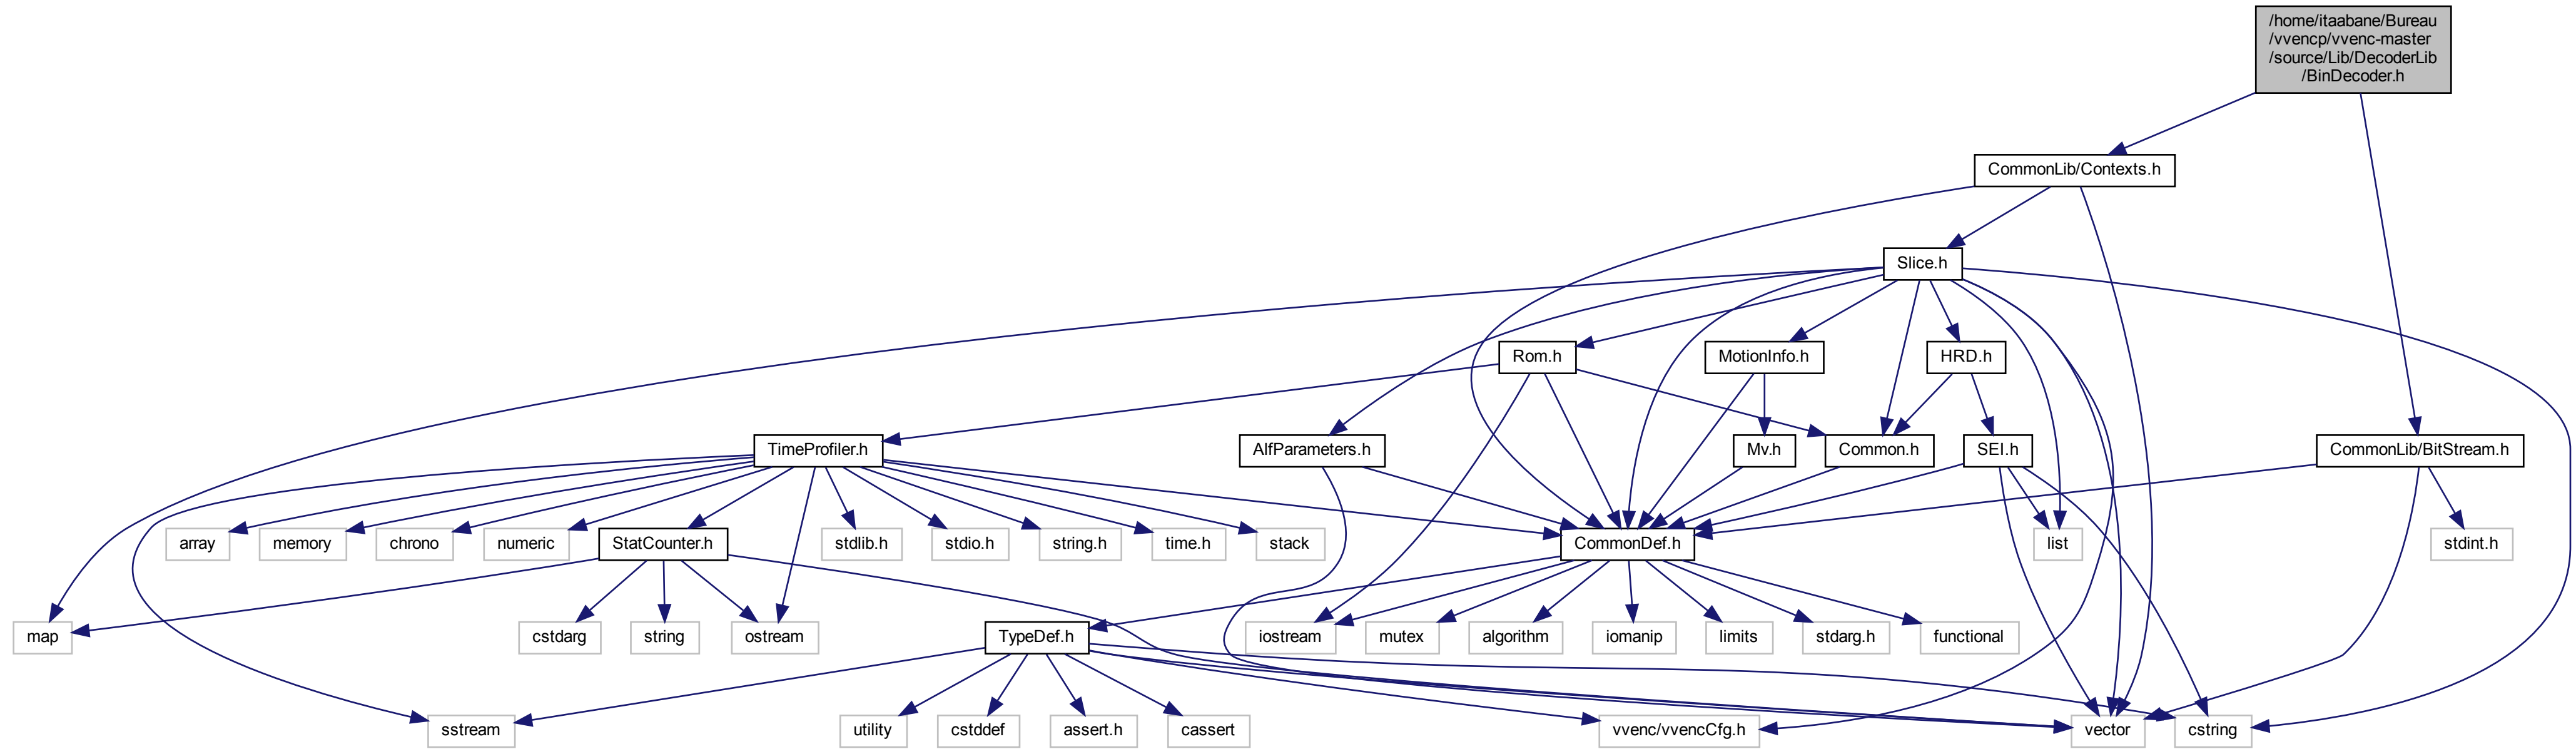 /home/itaabane/Bureau
/vvencp/vvenc-master
/source/Lib/DecoderLib
/BinDecoder.h
CommonLib/Contexts.h
Slice.h
Rom.h
MotionInfo.h
HRD.h
TimeProfiler.h
AlfParameters.h
Mv.h
Common.h
SEI.h
CommonLib/BitStream.h
array
memory
chrono
numeric
StatCounter.h
stdlib.h
stdio.h
string.h
time.h
stack
CommonDef.h
list
stdint.h
map
cstdarg
string
ostream
TypeDef.h
iostream
mutex
algorithm
iomanip
limits
stdarg.h
functional
sstream
utility
cstddef
assert.h
cassert
vvenc/vvencCfg.h
vector
cstring